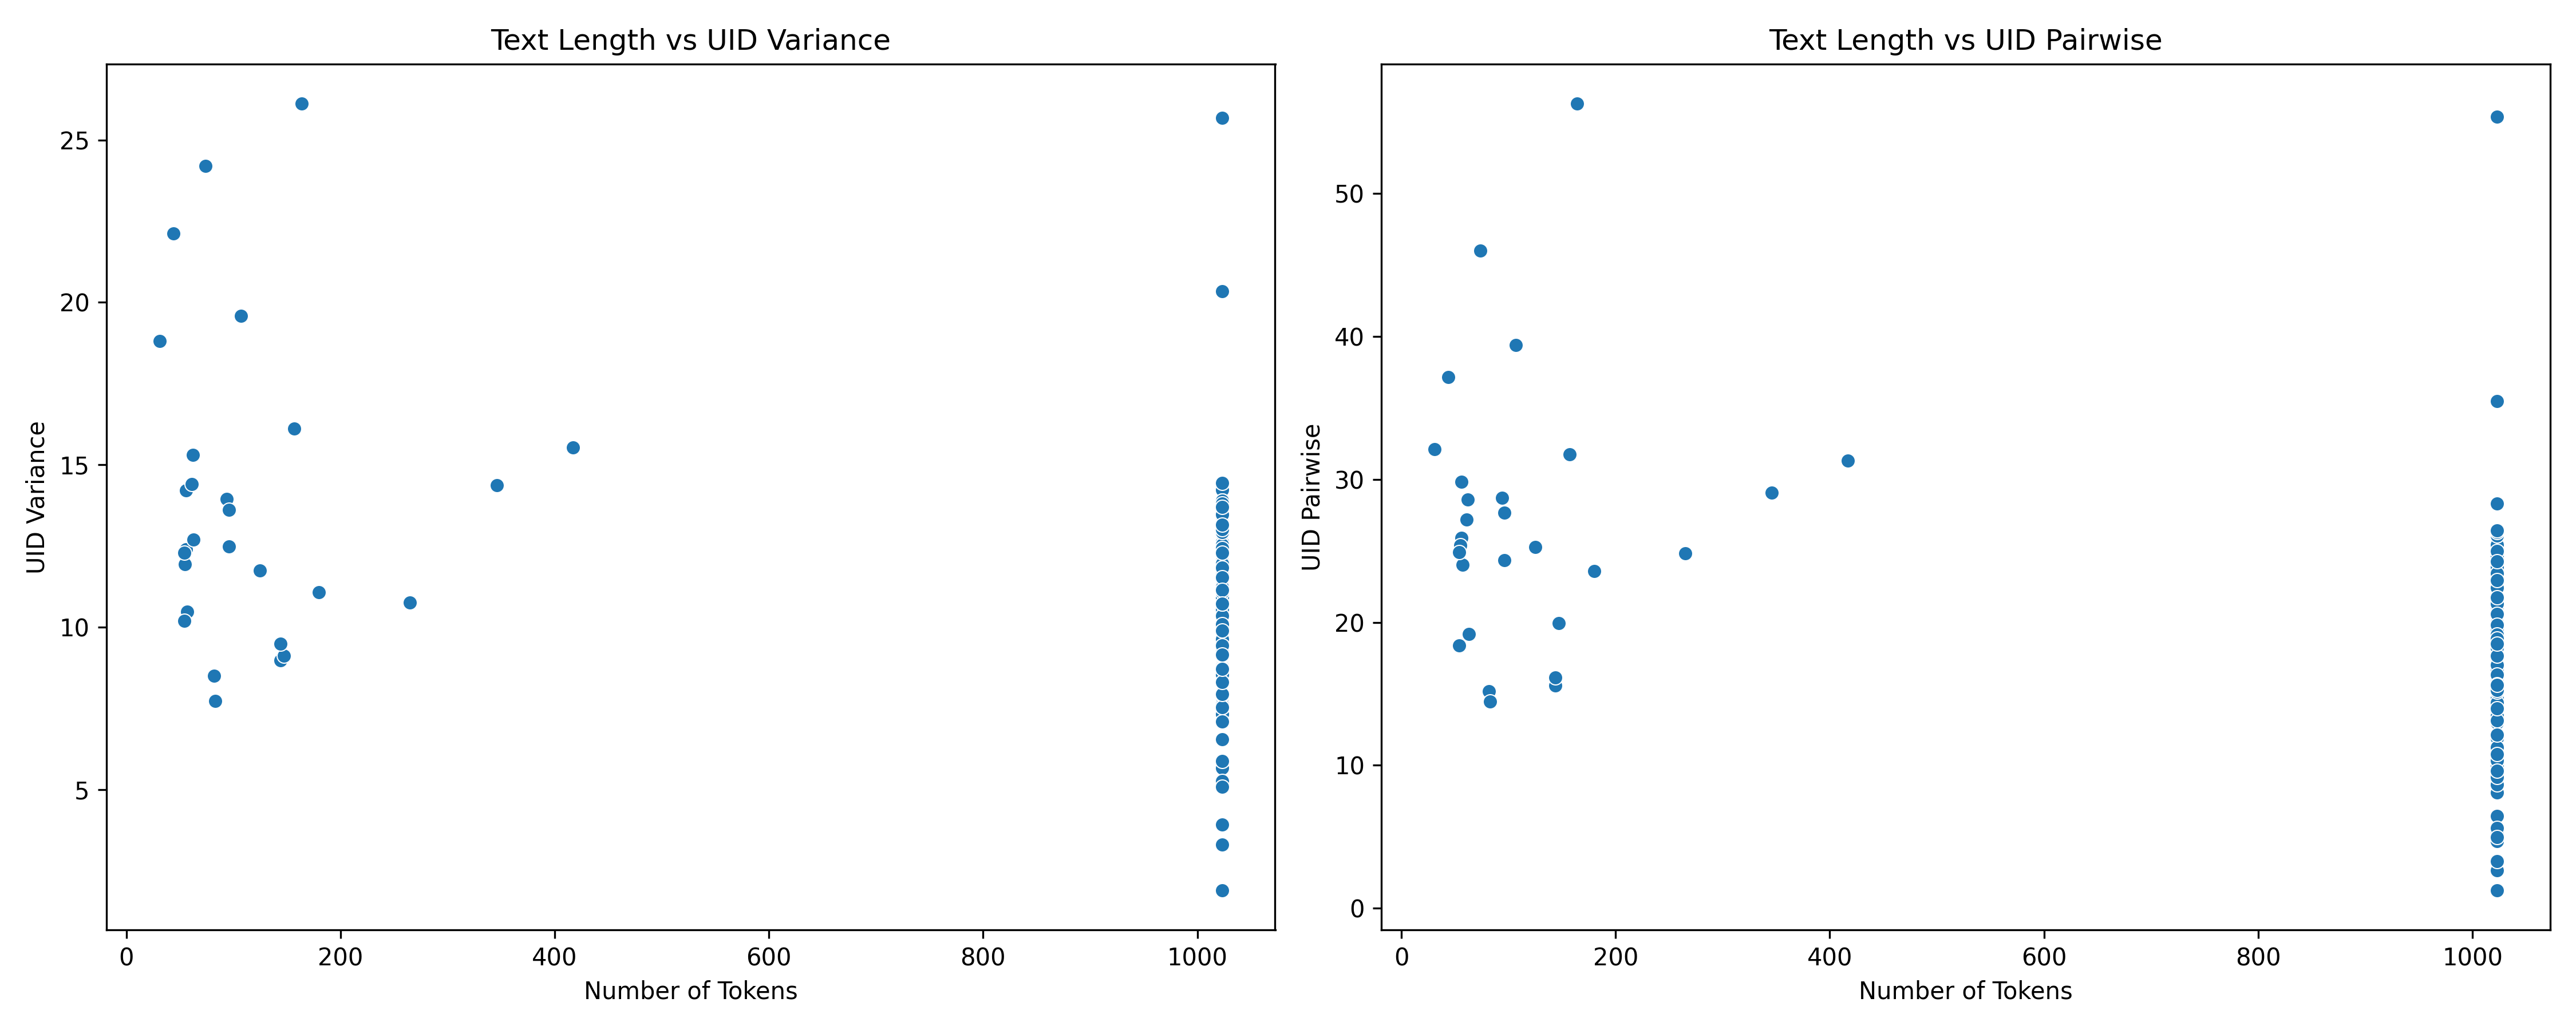 Text Length vs UID Variance
25
20
15
10
5
UID Variance
0 200 400 600 800 1000
Number of Tokens
Text Length vs UID Pairwise
50
40
30
20
10
0
UID Pairwise
0 200 400 600 800 1000
Number of Tokens